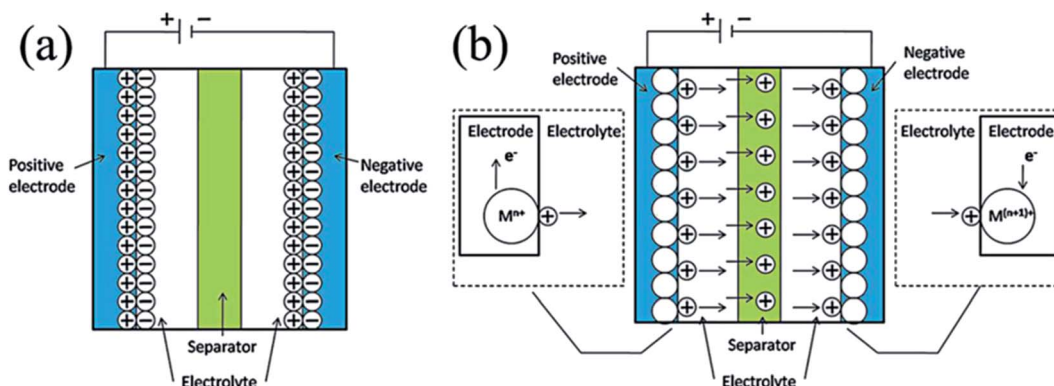 (a)
+ −
Positive
electrode
Negative
electrode
Separator
Electrolyte
(b)
+ −
Positive
electrode
Negative
electrode
Electrode
Electrolyte
e⁻
Mⁿ⁺
+
Electrolyte
Electrode
e⁻
M⁽ⁿ⁺¹⁾⁺
+
Separator
Electrolyte